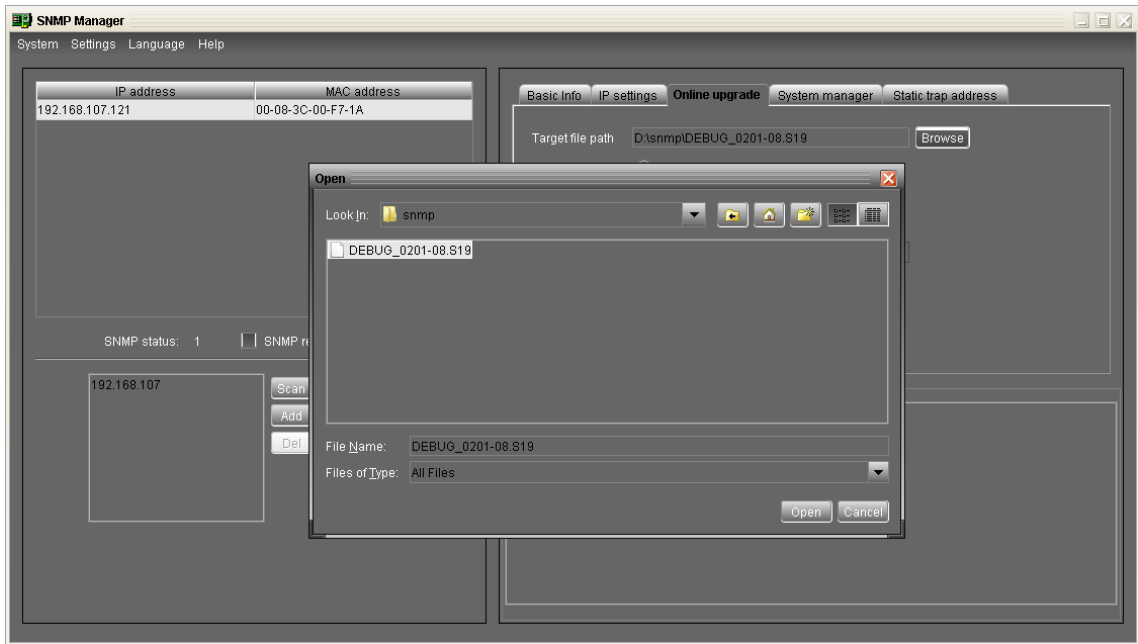 SNMP Manager
System Settings Language Help
IP address MAC address
192.168.107.121 00-08-3C-00-F7-1A
SNMP status: 1 SNMP
192.168.107
Scan
Add
Del
Basic Info IP settings Online upgrade System manager Static trap address
Target file path D:\snmp\DEBUG_0201-08.S19 Browse
Open
Look In: snmp
DEBUG_0201-08.S19
File Name: DEBUG_0201-08.S19
Files of Type: All Files
Open Cancel